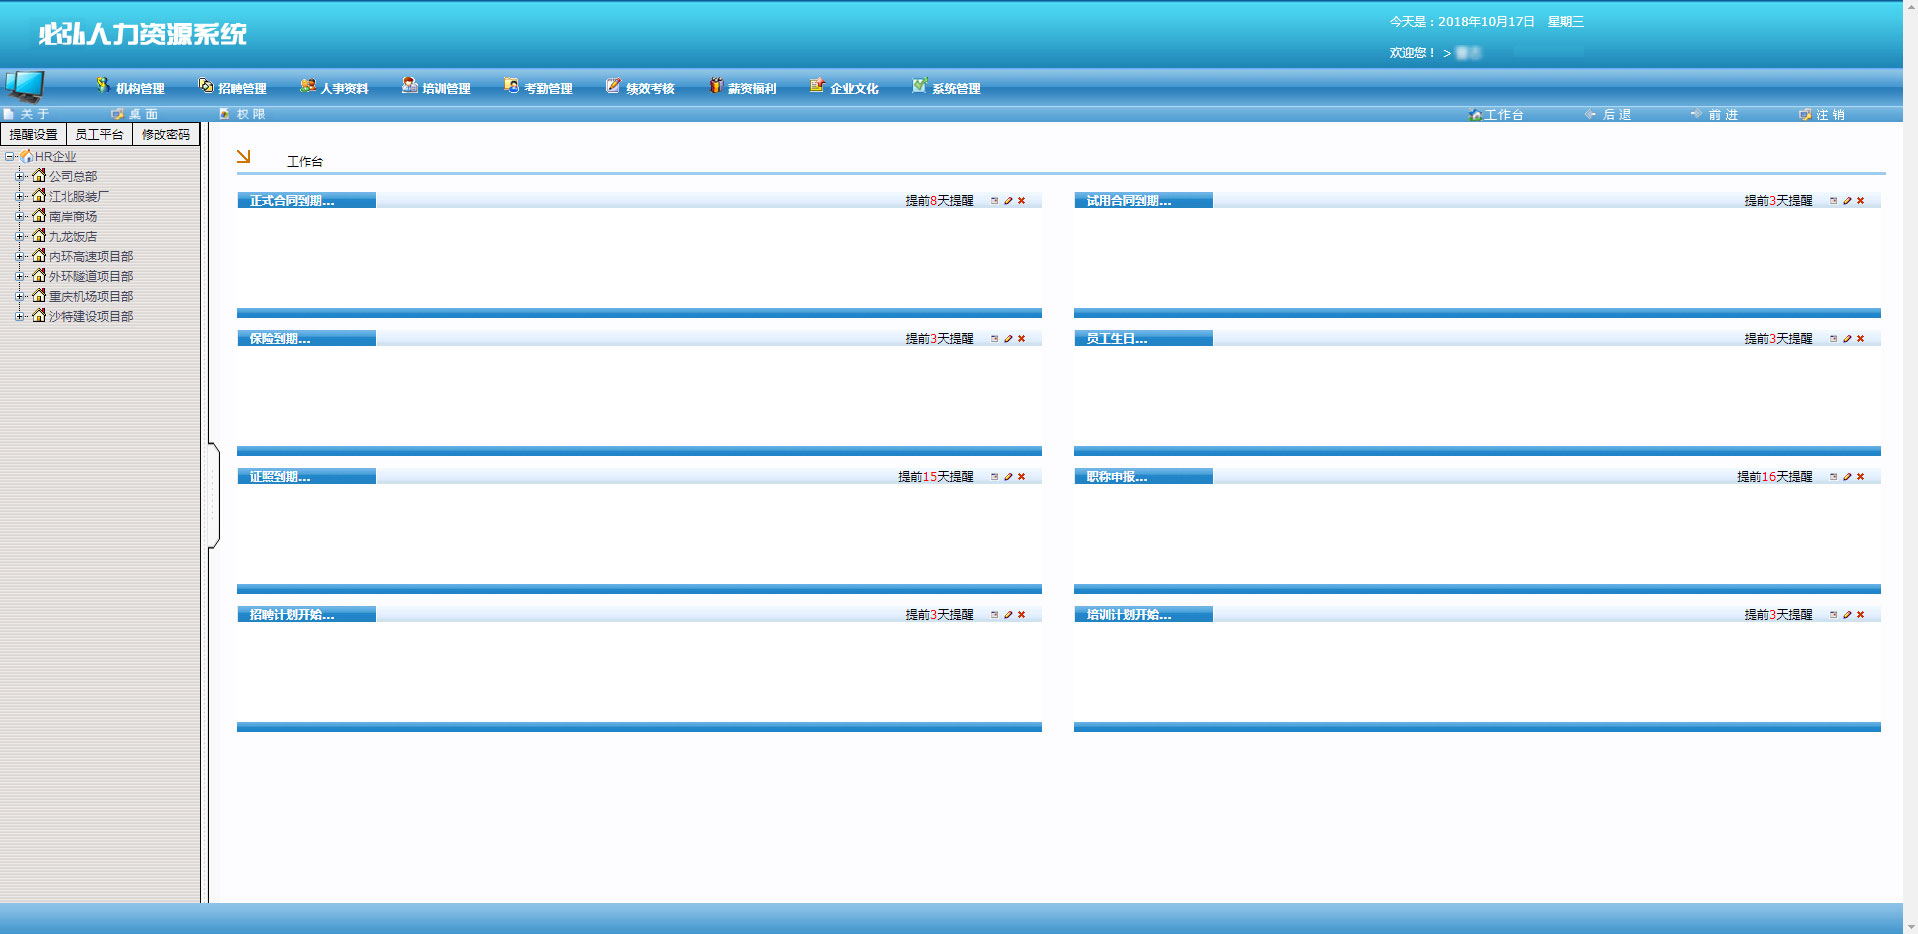 必弘人力资源系统
今天是：2018年10月17日 星期三
欢迎您！ >
机构管理 招聘管理 人事资料 培训管理 考勤管理 绩效考核 薪资福利 企业文化 系统管理
关于 桌面 权限 工作台 后退 前进 注销
提醒设置 员工平台 修改密码
HR企业
公司总部
江北服装厂
南岸商场
九龙饭店
内环高速项目部
外环隧道项目部
重庆机场项目部
沙特建设项目部
工作台
正式合同到期... 提前8天提醒
试用合同到期... 提前3天提醒
保险到期... 提前3天提醒
员工生日... 提前3天提醒
证照到期... 提前15天提醒
职称申报... 提前16天提醒
招聘计划开始... 提前3天提醒
培训计划开始... 提前3天提醒